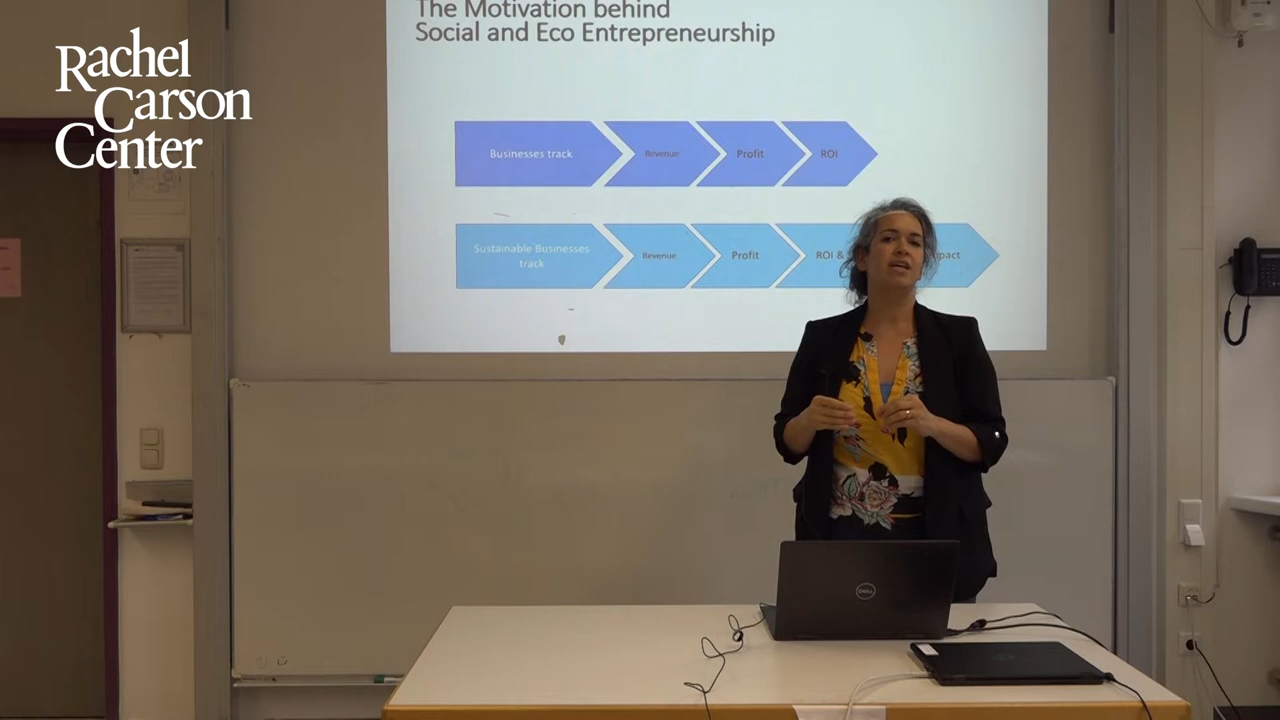 Rachel
Carson
Center
The Motivation behind
Social and Eco Entrepreneurship
Businesses track
Revenue
Profit
ROI
Sustainable Businesses
track
Revenue
Profit
ROI &
DELL